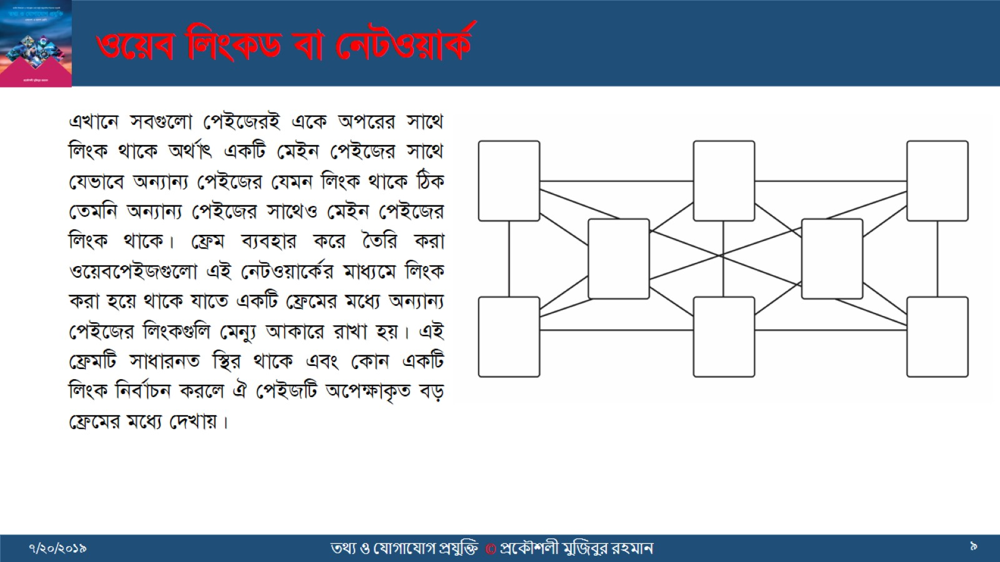 তথ্য ও যোগাযোগ প্রযুক্তি
ওয়েব লিংকড বা নেটওয়ার্ক
এখানে সবগুলো পেইজেরই একে অপরের সাথে
লিংক থাকে অর্থাৎ একটি মেইন পেইজের সাথে
যেভাবে অন্যান্য পেইজের যেমন লিংক থাকে ঠিক
তেমনি অন্যান্য পেইজের সাথেও মেইন পেইজের
লিংক থাকে। ফ্রেম ব্যবহার করে তৈরি করা
ওয়েবপেইজগুলো এই নেটওয়ার্কের মাধ্যমে লিংক
করা হয়ে থাকে যাতে একটি ফ্রেমের মধ্যে অন্যান্য
পেইজের লিংকগুলি মেন্যু আকারে রাখা হয়। এই
ফ্রেমটি সাধারনত স্থির থাকে এবং কোন একটি
লিংক নির্বাচন করলে ঐ পেইজটি অপেক্ষাকৃত বড়
ফ্রেমের মধ্যে দেখায়।
৭/২০/২০১৯
তথ্য ও যোগাযোগ প্রযুক্তি © প্রকৌশলী মুজিবুর রহমান
৯